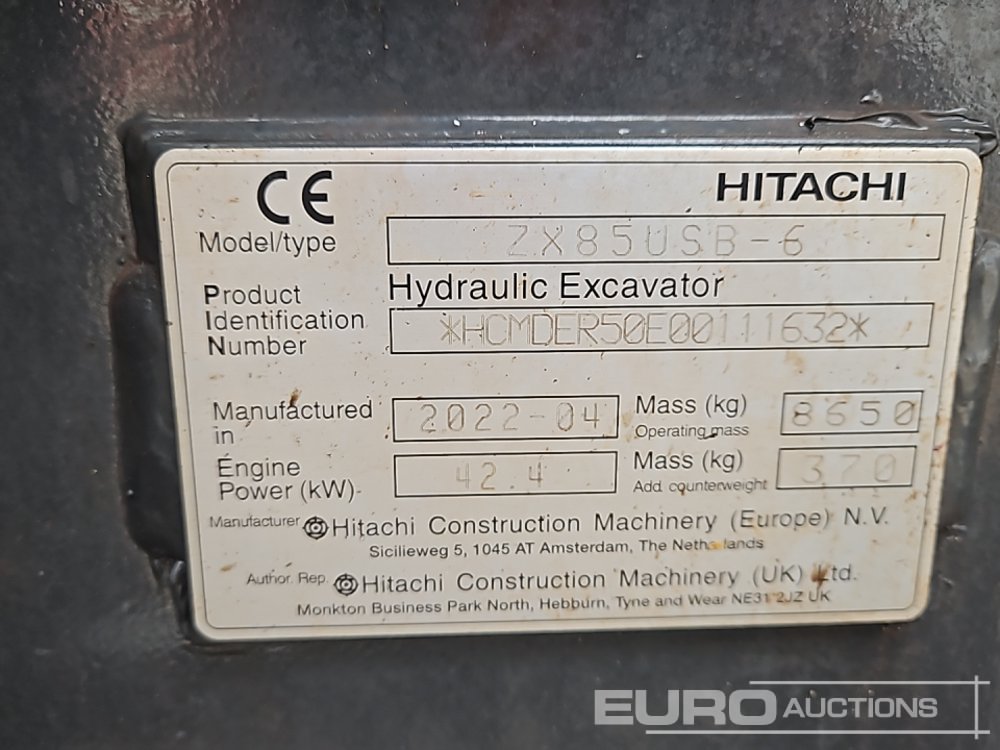 CE HITACHI
Model/type ZX85USB-6
Hydraulic Excavator
Product
Identification
Number *HCMDER50E00111632*
Manufactured in 2022-04 Mass (kg) Operating mass 8650
Engine Power (kW) 42.4 Mass (kg) Add. counterweight 370
Manufacturer Hitachi Construction Machinery (Europe) N.V.
Sicilieweg 5, 1045 AT Amsterdam, The Netherlands
Author. Rep. Hitachi Construction Machinery (UK) Ltd.
Monkton Business Park North, Hebburn, Tyne and Wear NE31 2JZ UK
EURO AUCTIONS